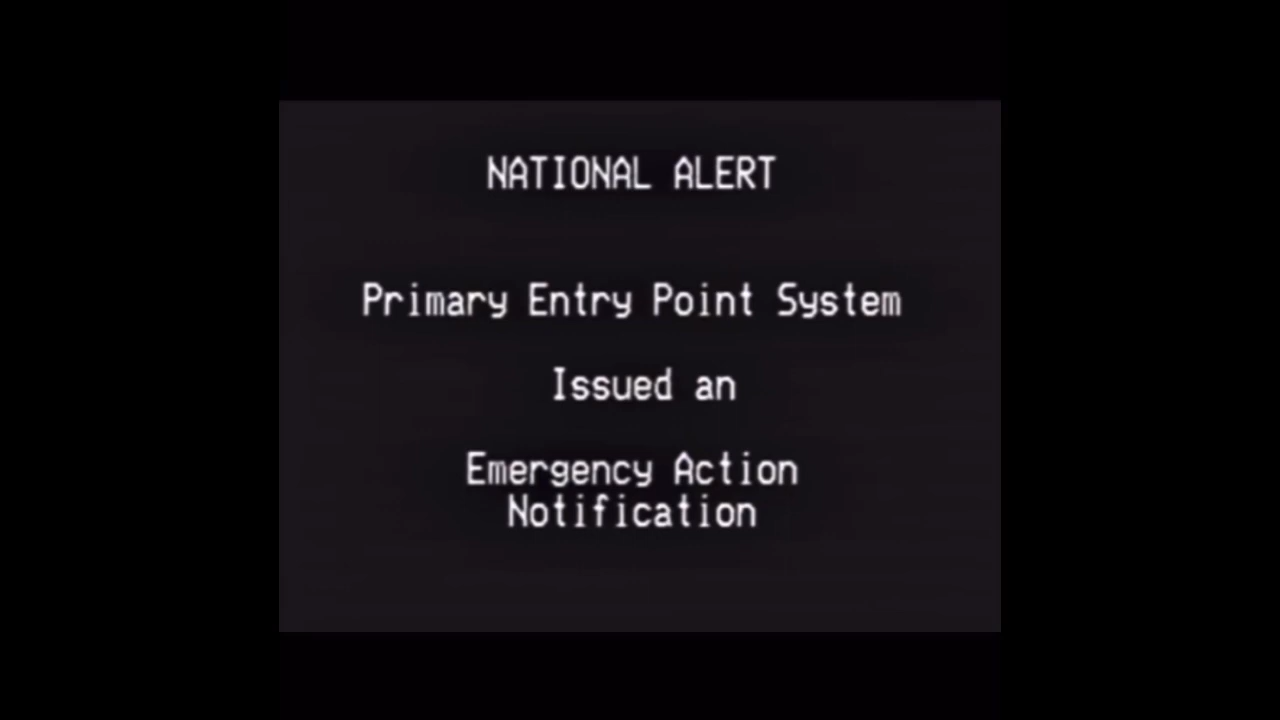 NATIONAL ALERT
Primary Entry Point System
Issued an
Emergency Action
Notification